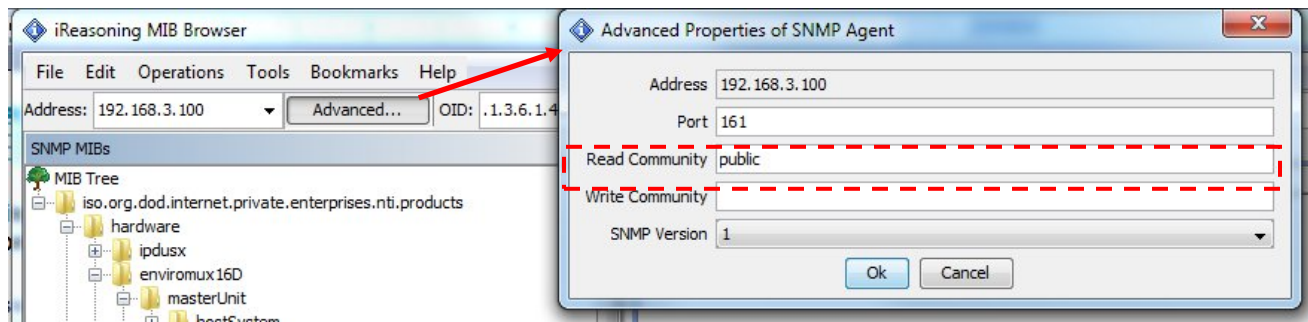 iReasoning MIB Browser
File Edit Operations Tools Bookmarks Help
Address: 192.168.3.100 Advanced... OID: .1.3.6.1.4
SNMP MIBs
MIB Tree
iso.org.dod.internet.private.enterprises.nti.products
hardware
ipdusx
enviromux16D
masterUnit
hostSystem
Advanced Properties of SNMP Agent
Address 192.168.3.100
Port 161
Read Community public
Write Community
SNMP Version 1
Ok Cancel